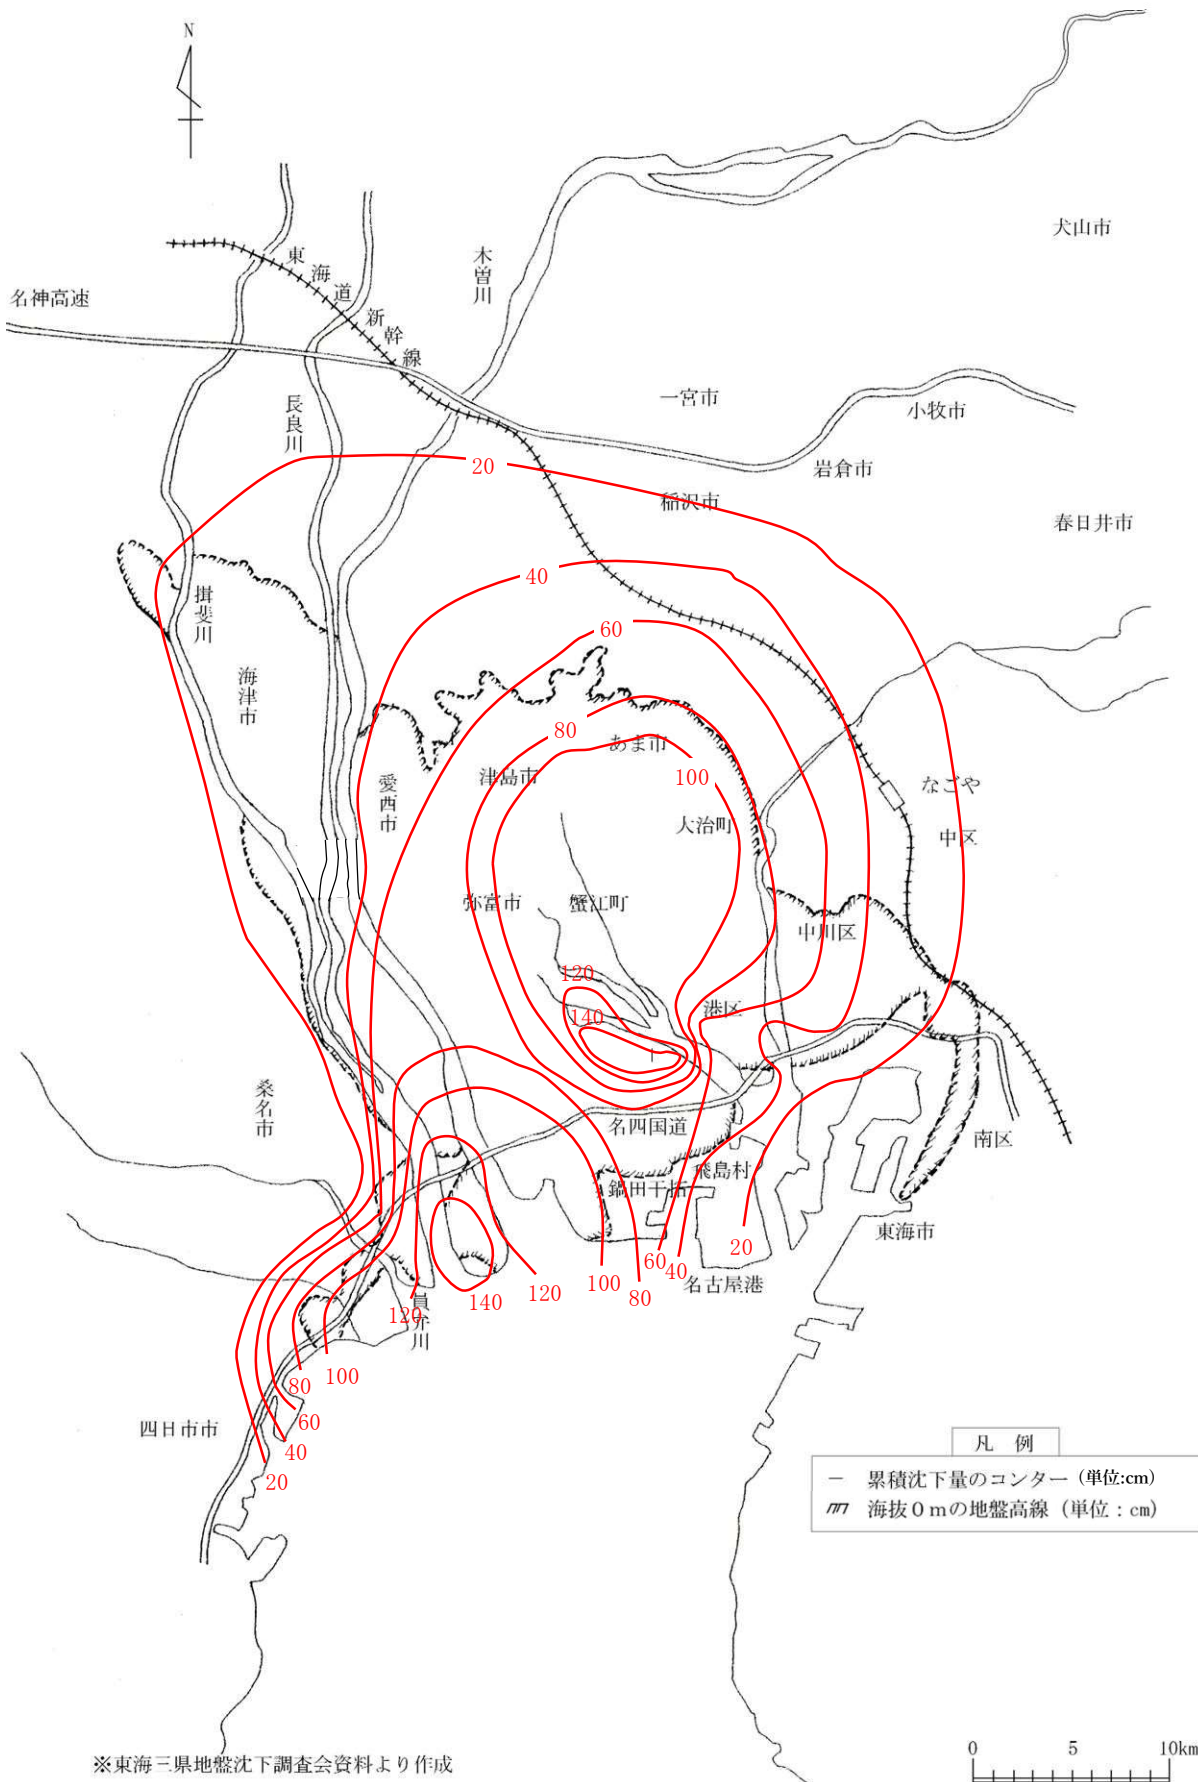 N
犬山市
木曽川
東海道新幹線
名神高速
一宮市
小牧市
長良川
岩倉市
20
稲沢市
春日井市
40
揖斐川
60
海津市
80
あま市
津島市
100
愛西市
なごや
大治町
中区
弥富市
蟹江町
中川区
120
港区
140
桑名市
名四国道
南区
飛島村
鍋田干拓
東海市
20
60
40
名古屋港
100
120
80
140
120
員弁川
100
80
60
四日市市
40
20
凡 例
累積沈下量のコンター (単位:cm)
海抜0mの地盤高線 (単位:cm)
※東海三県地盤沈下調査会資料より作成
0 5 10km